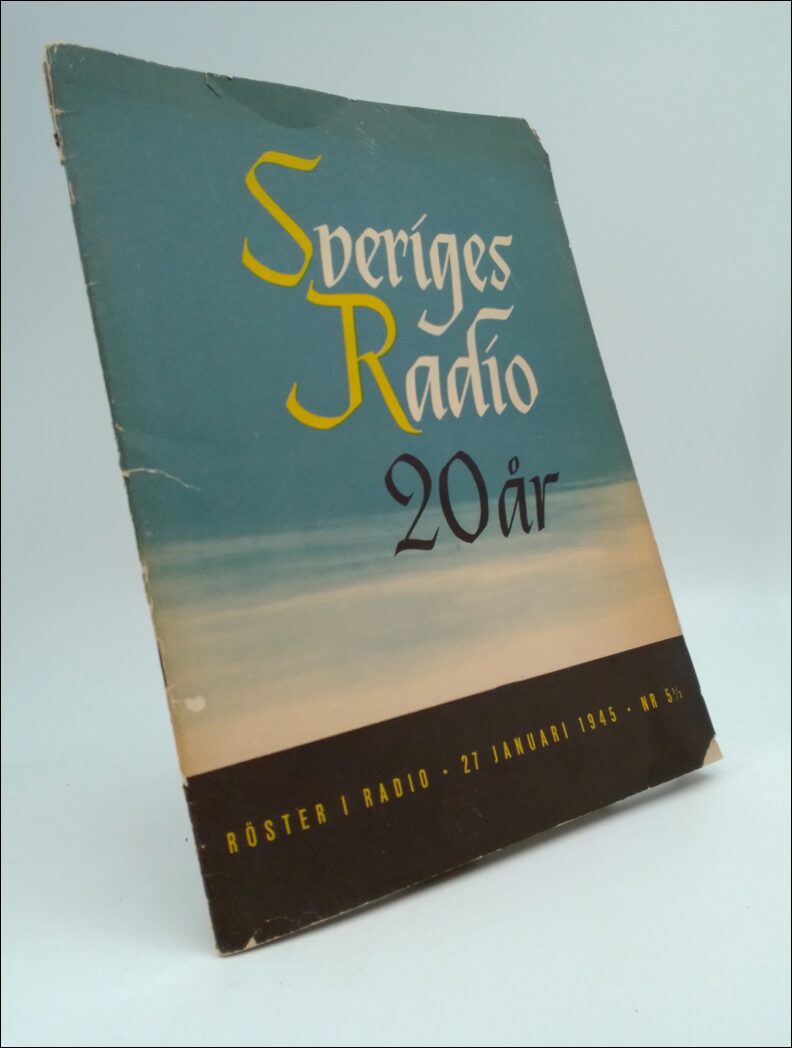 Sveriges
Radio
20 år
RÖSTER I RADIO · 27 JANUARI 1945 · NR 5½